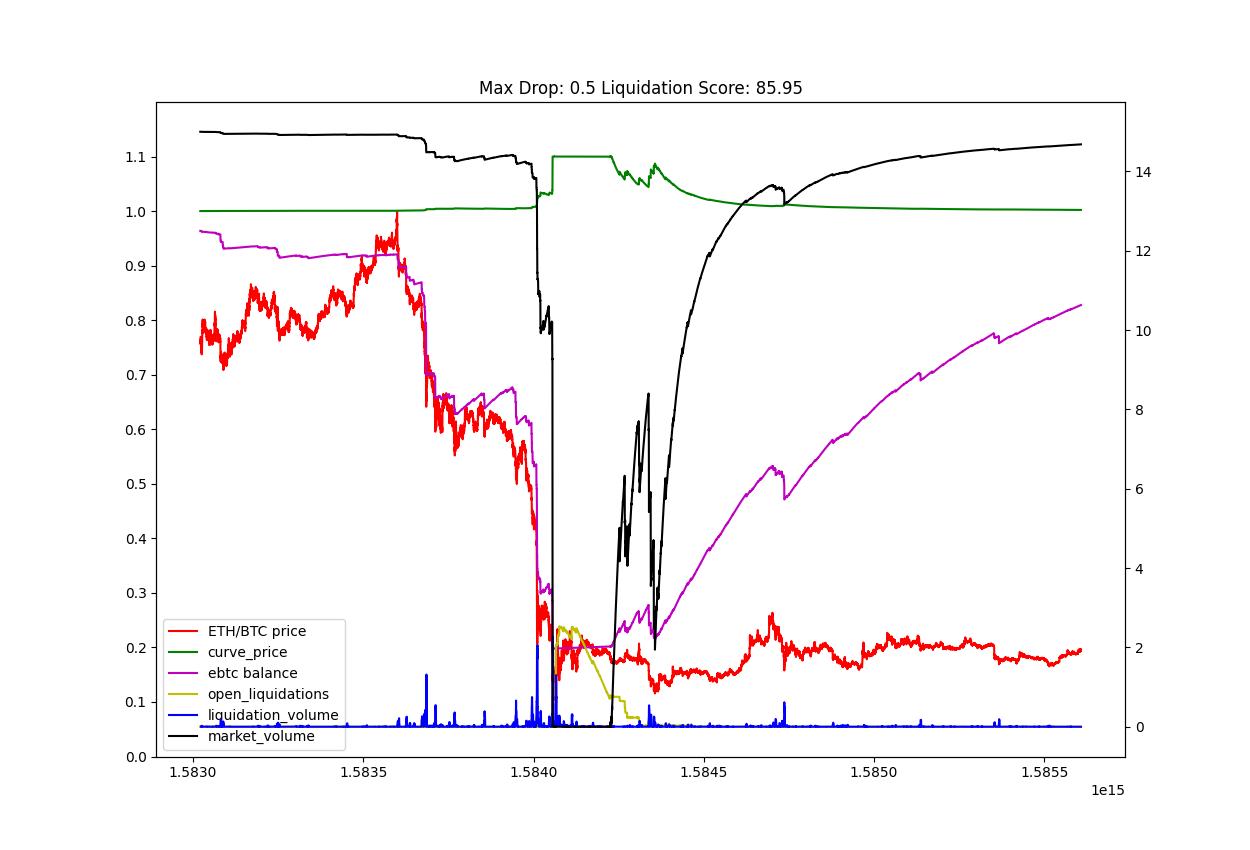 Max Drop: 0.5 Liquidation Score: 85.95
1.1
1.0
0.9
0.8
0.7
0.6
0.5
0.4
0.3
0.2
0.1
0.0
14
12
10
8
6
4
2
0
ETH/BTC price
curve_price
ebtc balance
open_liquidations
liquidation_volume
market_volume
1.5830 1.5835 1.5840 1.5845 1.5850 1.5855
1e15